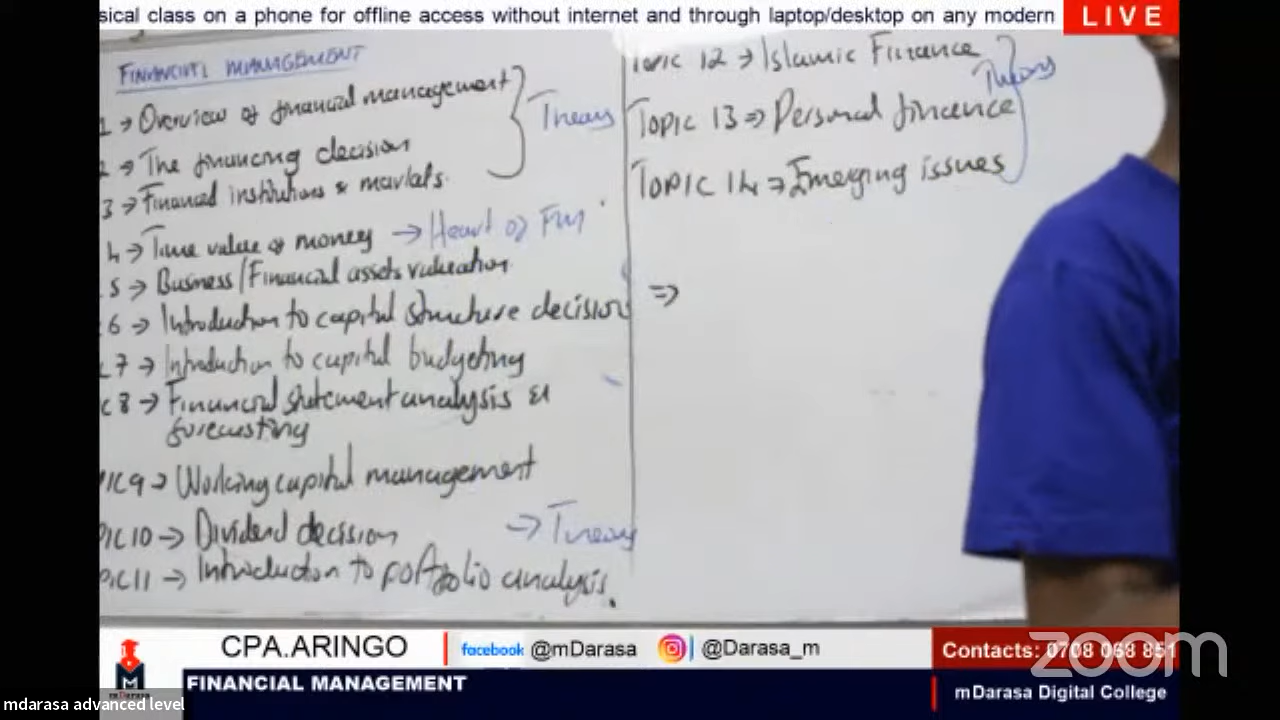 sical class on a phone for offline access without internet and through laptop/desktop on any modern
LIVE
FINANCIAL MANAGEMENT
1 → Overview of financial management
2 → The financing decision
Theory
3 → Financial institutions & markets.
4 → Time value of money → Heart of FM
5 → Business/Financial assets valuation
6 → Introduction to capital structure decision
7 → Introduction to capital budgeting
C8 → Financial statement analysis &
forecasting
PIC9 → Working capital management
PIC10 → Dividend decision → Theory
PIC11 → Introduction to portfolio analysis.
TOPIC 12 → Islamic Finance
Theory
TOPIC 13 ⇒ Personal finance
TOPIC 14 ⇒ Emerging issues
⇒
CPA.ARINGO
facebook @mDarasa
@Darasa_m
Contacts: 0708 068 851
zoom
mDarasa
FINANCIAL MANAGEMENT
mDarasa Digital College
mdarasa advanced level